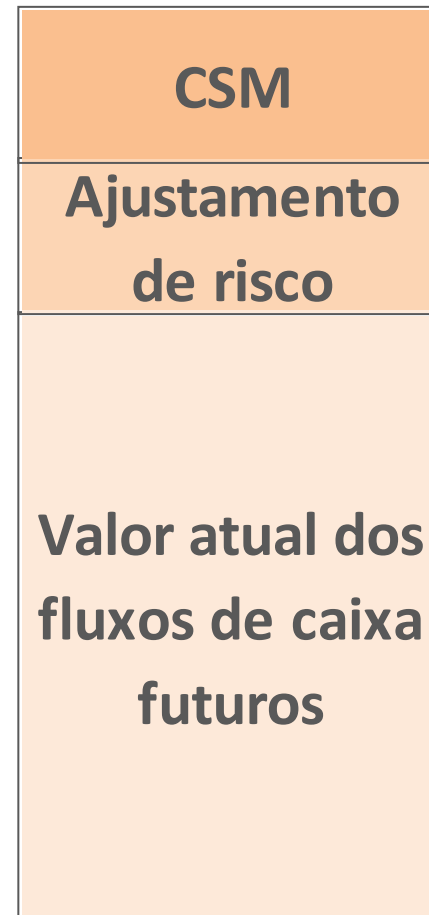 CSM
Ajustamento
de risco
Valor atual dos
fluxos de caixa
futuros